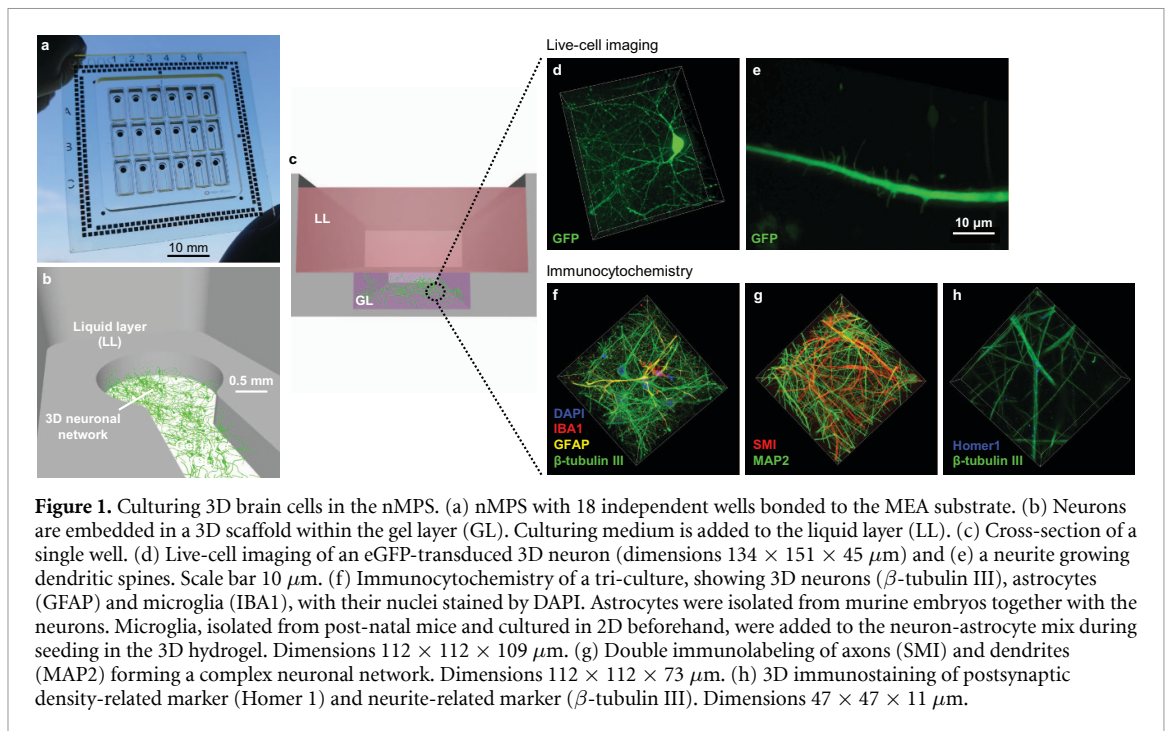 Live-cell imaging
a
1 2 3 4 5 6
A
B
C
10 mm
b
Liquid layer
(LL)
0.5 mm
3D neuronal
network
c
LL
GL
d
GFP
e
GFP
10 μm
Immunocytochemistry
f
DAPI
IBA1
GFAP
β-tubulin III
g
SMI
MAP2
h
Homer1
β-tubulin III
Figure 1. Culturing 3D brain cells in the nMPS. (a) nMPS with 18 independent wells bonded to the MEA substrate. (b) Neurons
are embedded in a 3D scaffold within the gel layer (GL). Culturing medium is added to the liquid layer (LL). (c) Cross-section of a
single well. (d) Live-cell imaging of an eGFP-transduced 3D neuron (dimensions 134 × 151 × 45 μm) and (e) a neurite growing
dendritic spines. Scale bar 10 μm. (f) Immunocytochemistry of a tri-culture, showing 3D neurons (β-tubulin III), astrocytes
(GFAP) and microglia (IBA1), with their nuclei stained by DAPI. Astrocytes were isolated from murine embryos together with the
neurons. Microglia, isolated from post-natal mice and cultured in 2D beforehand, were added to the neuron-astrocyte mix during
seeding in the 3D hydrogel. Dimensions 112 × 112 × 109 μm. (g) Double immunolabeling of axons (SMI) and dendrites
(MAP2) forming a complex neuronal network. Dimensions 112 × 112 × 73 μm. (h) 3D immunostaining of postsynaptic
density-related marker (Homer 1) and neurite-related marker (β-tubulin III). Dimensions 47 × 47 × 11 μm.